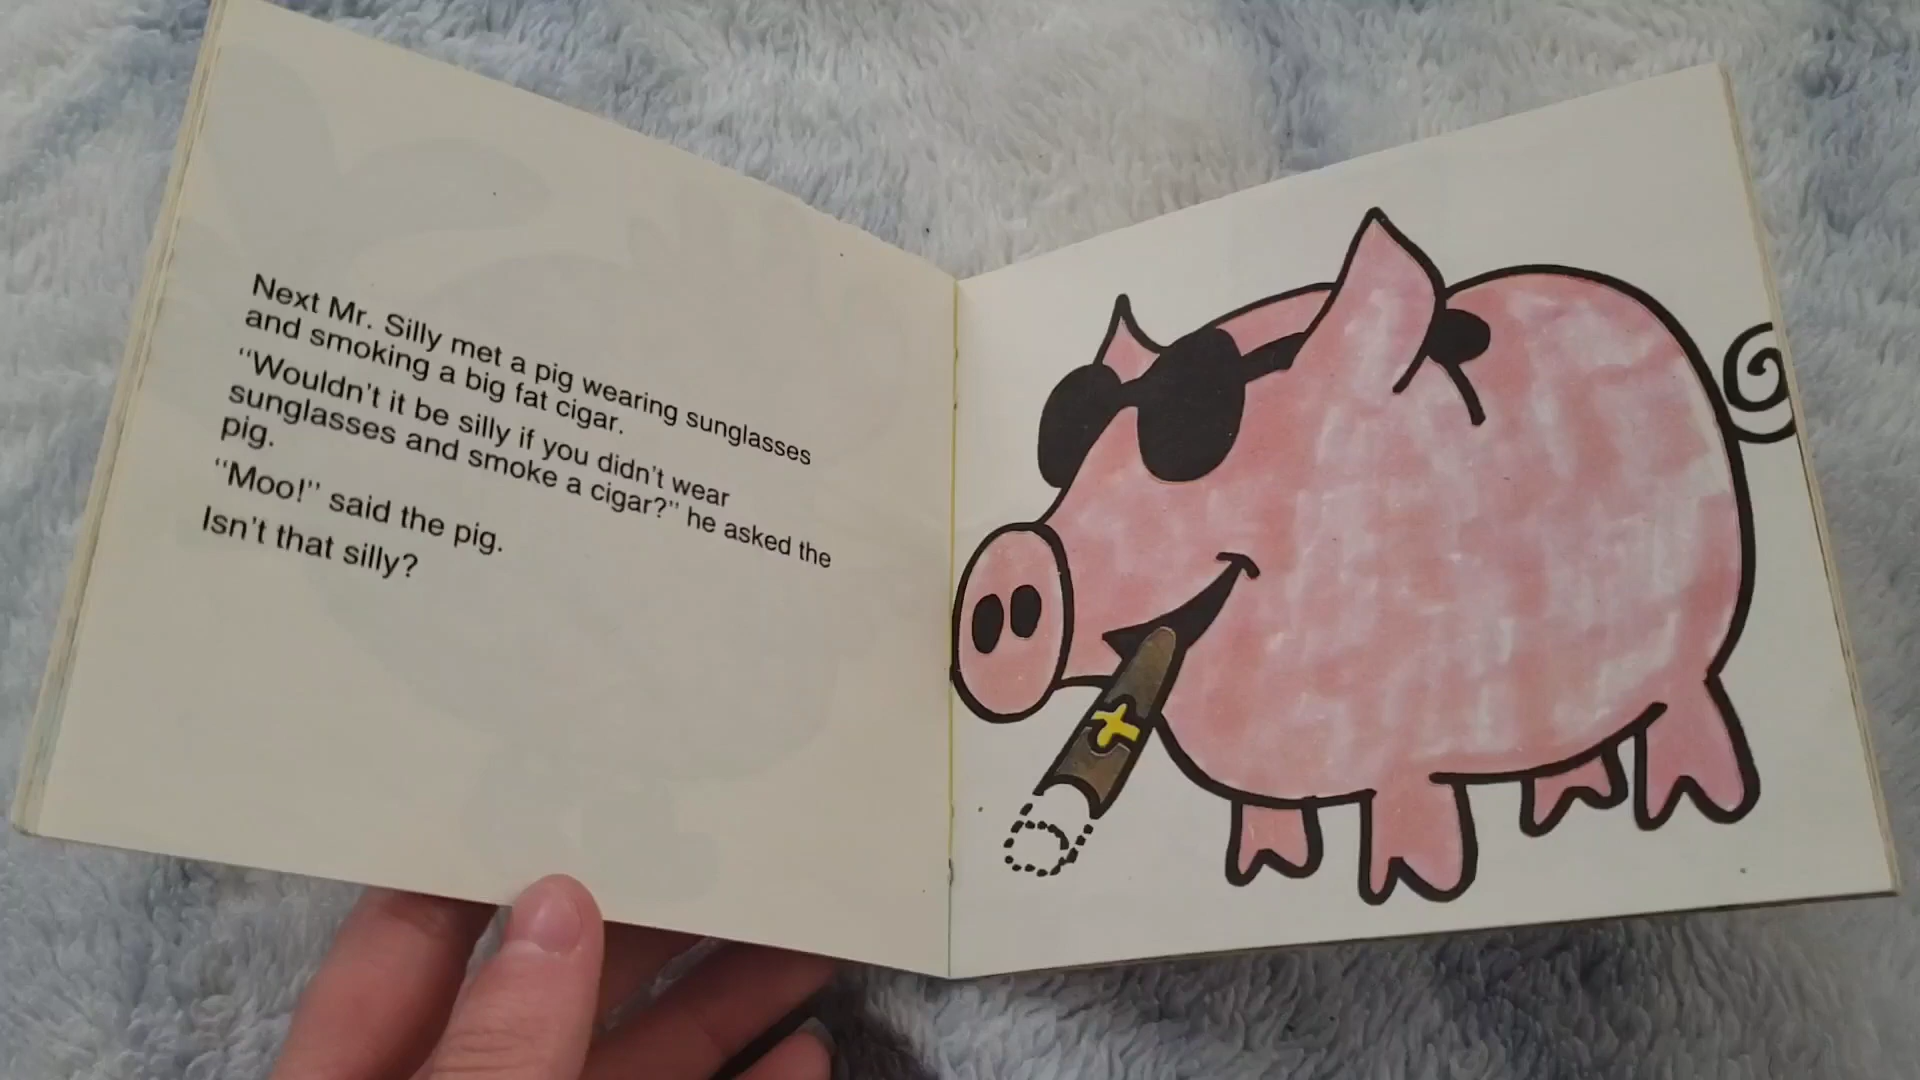 Next Mr. Silly met a pig wearing sunglasses
and smoking a big fat cigar.
“Wouldn’t it be silly if you didn’t wear
sunglasses and smoke a cigar?” he asked the
pig.
“Moo!” said the pig.
Isn’t that silly?